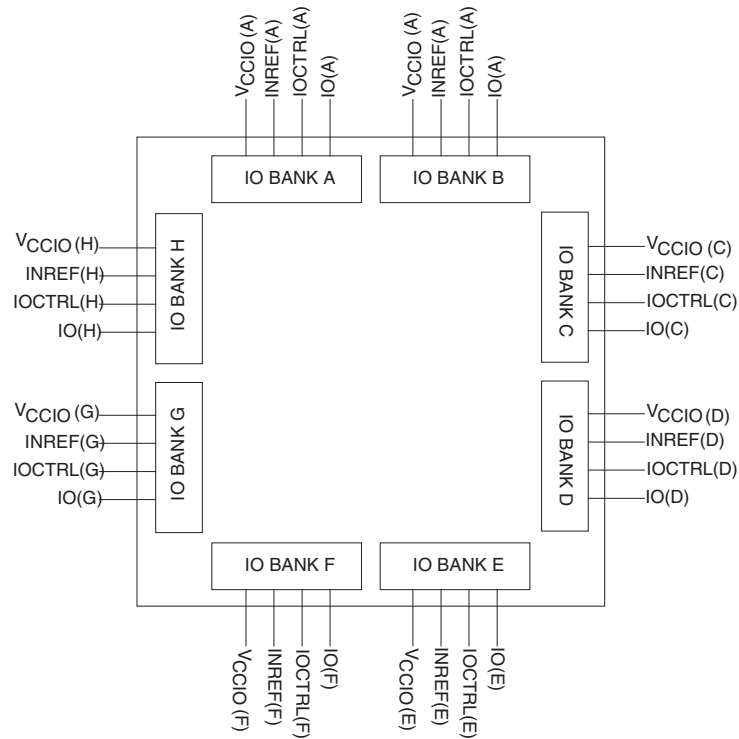 VCCIO (A)
INREF(A)
IOCTRL(A)
IO(A)
VCCIO (A)
INREF(A)
IOCTRL(A)
IO(A)
IO BANK A
IO BANK B
VCCIO (H)
INREF(H)
IOCTRL(H)
IO(H)
IO BANK H
IO BANK C
VCCIO (C)
INREF(C)
IOCTRL(C)
IO(C)
VCCIO (G)
INREF(G)
IOCTRL(G)
IO(G)
IO BANK G
IO BANK D
VCCIO (D)
INREF(D)
IOCTRL(D)
IO(D)
IO BANK F
IO BANK E
VCCIO (F)
INREF(F)
IOCTRL(F)
IO(F)
VCCIO (E)
INREF(E)
IOCTRL(E)
IO(E)